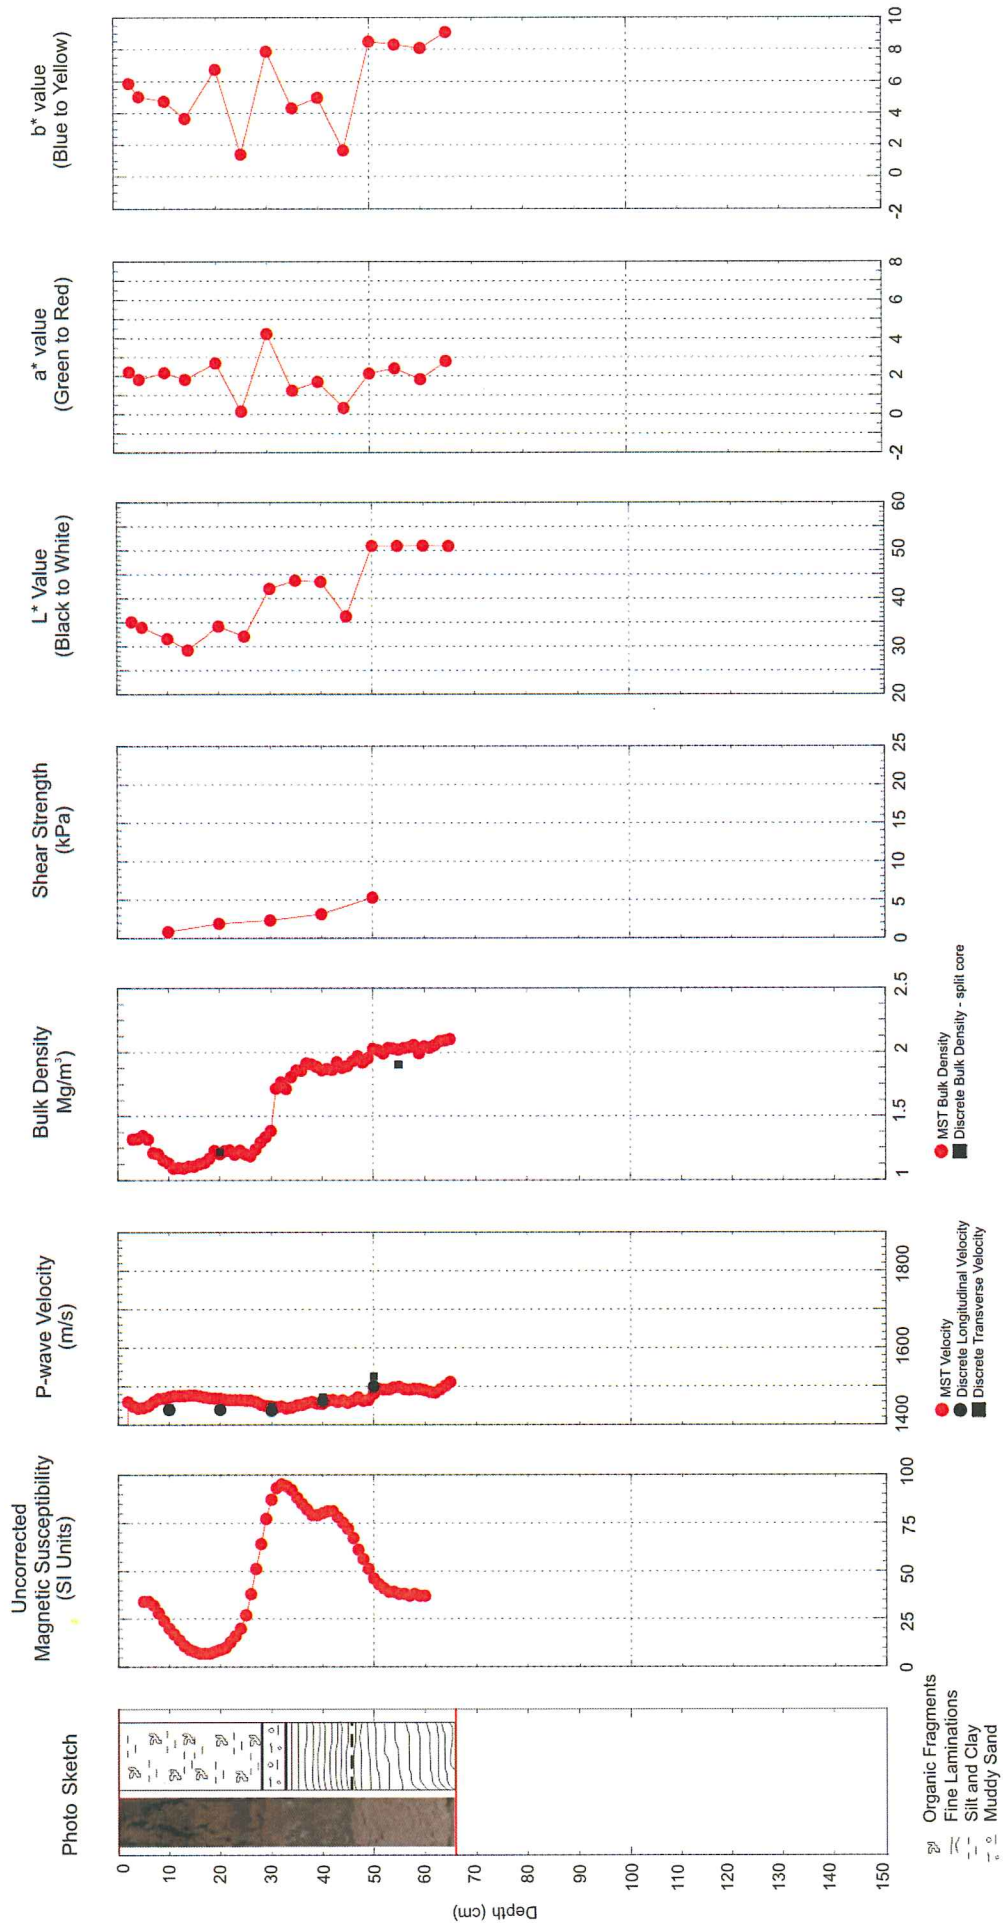 Photo Sketch
Uncorrected
Magnetic Susceptibility
(SI Units)
P-wave Velocity
(m/s)
Bulk Density
Mg/m³
Shear Strength
(kPa)
L* Value
(Black to White)
a* value
(Green to Red)
b* value
(Blue to Yellow)
Depth (cm)
0
10
20
30
40
50
60
70
80
90
100
110
120
130
140
150
0 25 50 75 100
1400 1600 1800
1 1.5 2 2.5
0 5 10 15 20 25
20 30 40 50 60
-2 0 2 4 6 8
-2 0 2 4 6 8 10
Organic Fragments
Fine Laminations
Silt and Clay
Muddy Sand
MST Velocity
Discrete Longitudinal Velocity
Discrete Transverse Velocity
MST Bulk Density
Discrete Bulk Density - split core